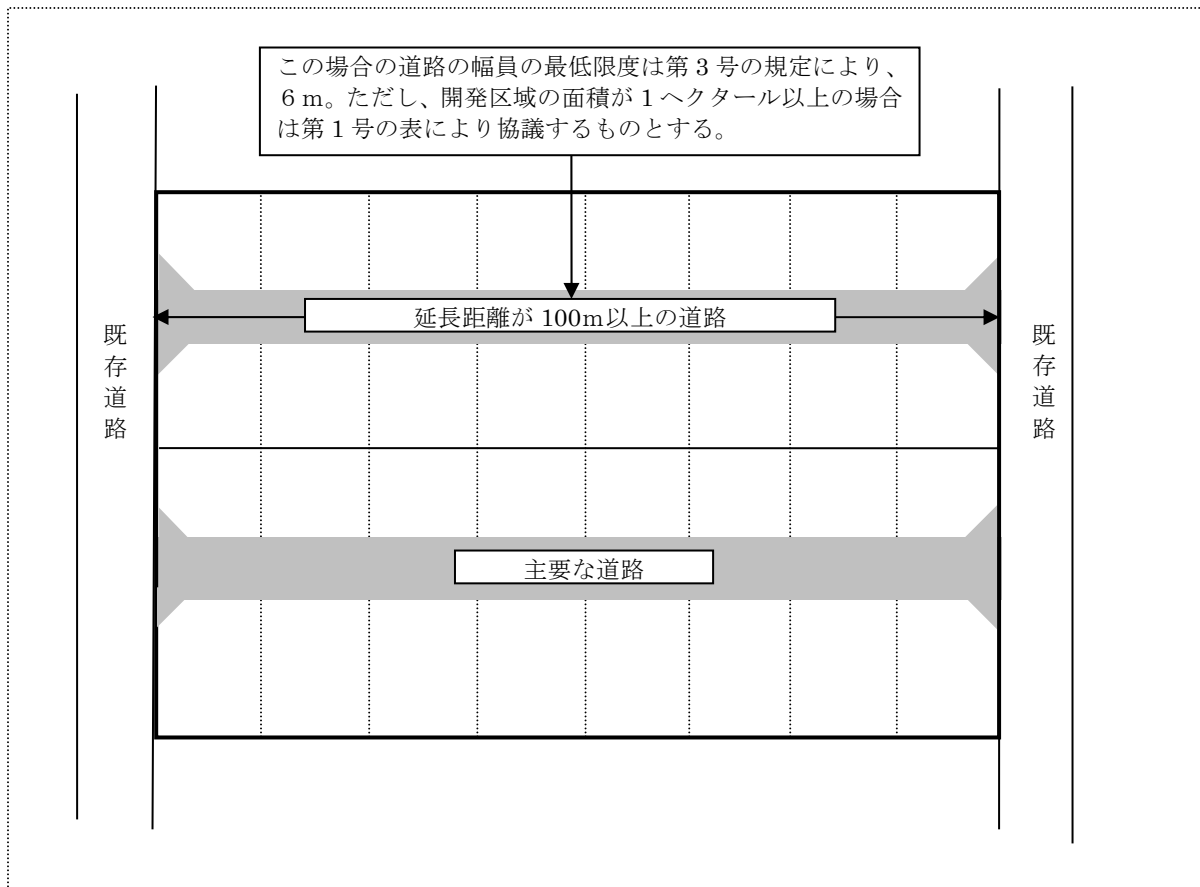 この場合の道路の幅員の最低限度は第 3 号の規定により、
６ｍ。ただし、開発区域の面積が 1 ヘクタール以上の場合
は第 1 号の表により協議するものとする。
延長距離が 100ｍ以上の道路
既存道路
既存道路
主要な道路